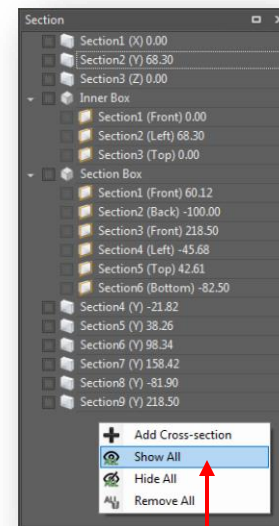 Section
Section1 (X) 0.00
Section2 (Y) 68.30
Section3 (Z) 0.00
Inner Box
Section1 (Front) 0.00
Section2 (Left) 68.30
Section3 (Top) 0.00
Section Box
Section1 (Front) 60.12
Section2 (Back) -100.00
Section3 (Front) 218.50
Section4 (Left) -45.68
Section5 (Top) 42.61
Section6 (Bottom) -82.50
Section4 (Y) -21.82
Section5 (Y) 38.26
Section6 (Y) 98.34
Section7 (Y) 158.42
Section8 (Y) -81.90
Section9 (Y) 218.50
Add Cross-section
Show All
Hide All
ALL Remove All